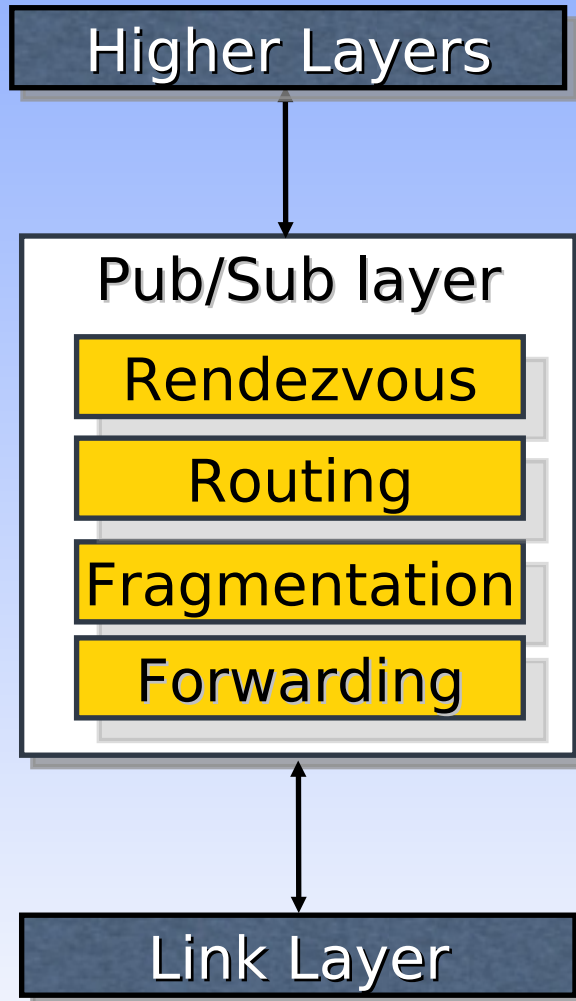 Higher Layers
Pub/Sub layer
Rendezvous
Routing
Fragmentation
Forwarding
Link Layer